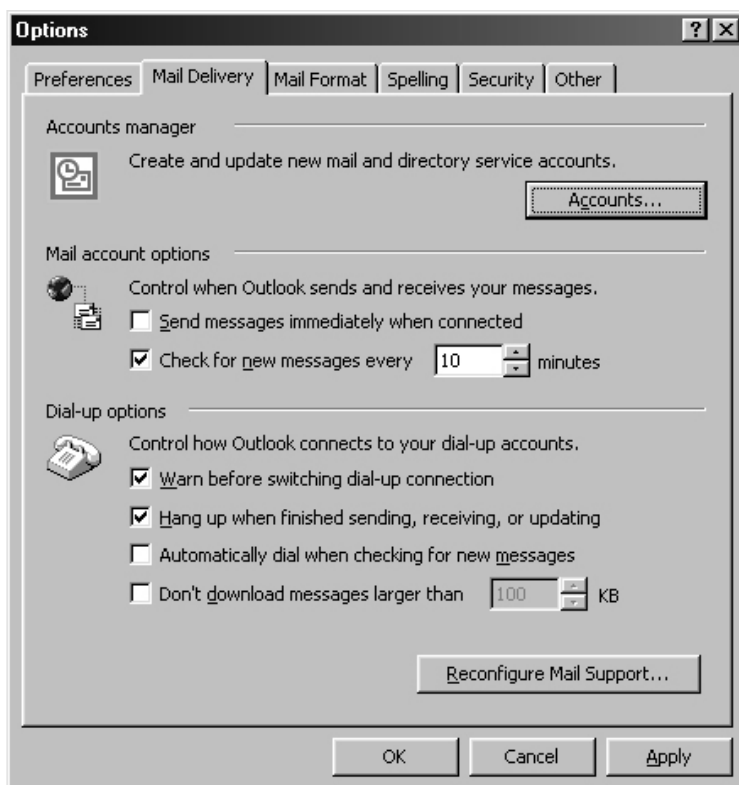 Options
Preferences Mail Delivery Mail Format Spelling Security Other
Accounts manager
Create and update new mail and directory service accounts.
Accounts...
Mail account options
Control when Outlook sends and receives your messages.
Send messages immediately when connected
Check for new messages every 10 minutes
Dial-up options
Control how Outlook connects to your dial-up accounts.
Warn before switching dial-up connection
Hang up when finished sending, receiving, or updating
Automatically dial when checking for new messages
Don't download messages larger than 100 KB
Reconfigure Mail Support...
OK Cancel Apply